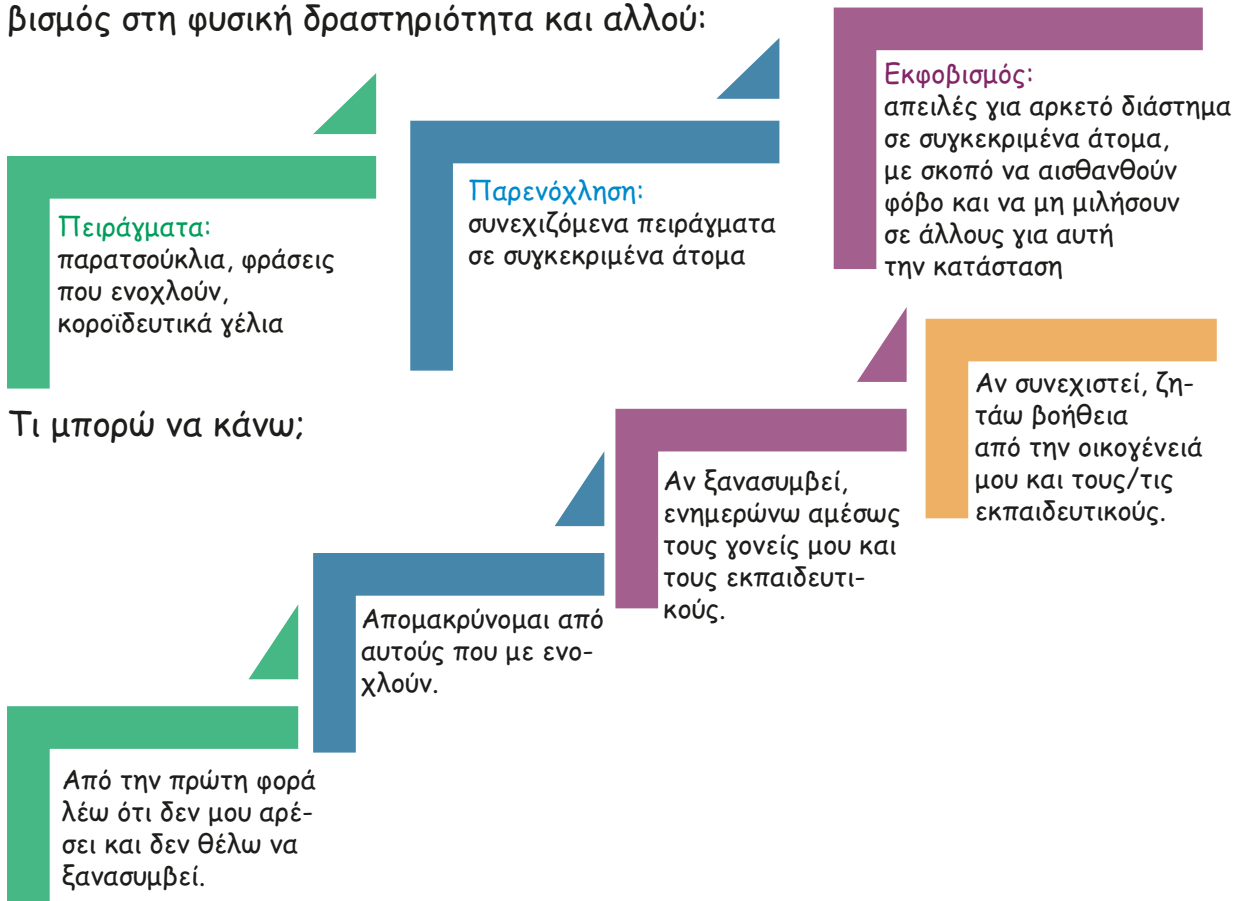 βισμός στη φυσική δραστηριότητα και αλλού:
Πειράγματα:
παρατσούκλια, φράσεις
που ενοχλούν,
κοροϊδευτικά γέλια
Παρενόχληση:
συνεχιζόμενα πειράγματα
σε συγκεκριμένα άτομα
Εκφοβισμός:
απειλές για αρκετό διάστημα
σε συγκεκριμένα άτομα,
με σκοπό να αισθανθούν
φόβο και να μη μιλήσουν
σε άλλους για αυτή
την κατάσταση
Τι μπορώ να κάνω;
Από την πρώτη φορά
λέω ότι δεν μου αρέ-
σει και δεν θέλω να
ξανασυμβεί.
Απομακρύνομαι από
αυτούς που με ενο-
χλούν.
Αν ξανασυμβεί,
ενημερώνω αμέσως
τους γονείς μου και
τους εκπαιδευτι-
κούς.
Αν συνεχιστεί, ζη-
τάω βοήθεια
από την οικογένειά
μου και τους/τις
εκπαιδευτικούς.